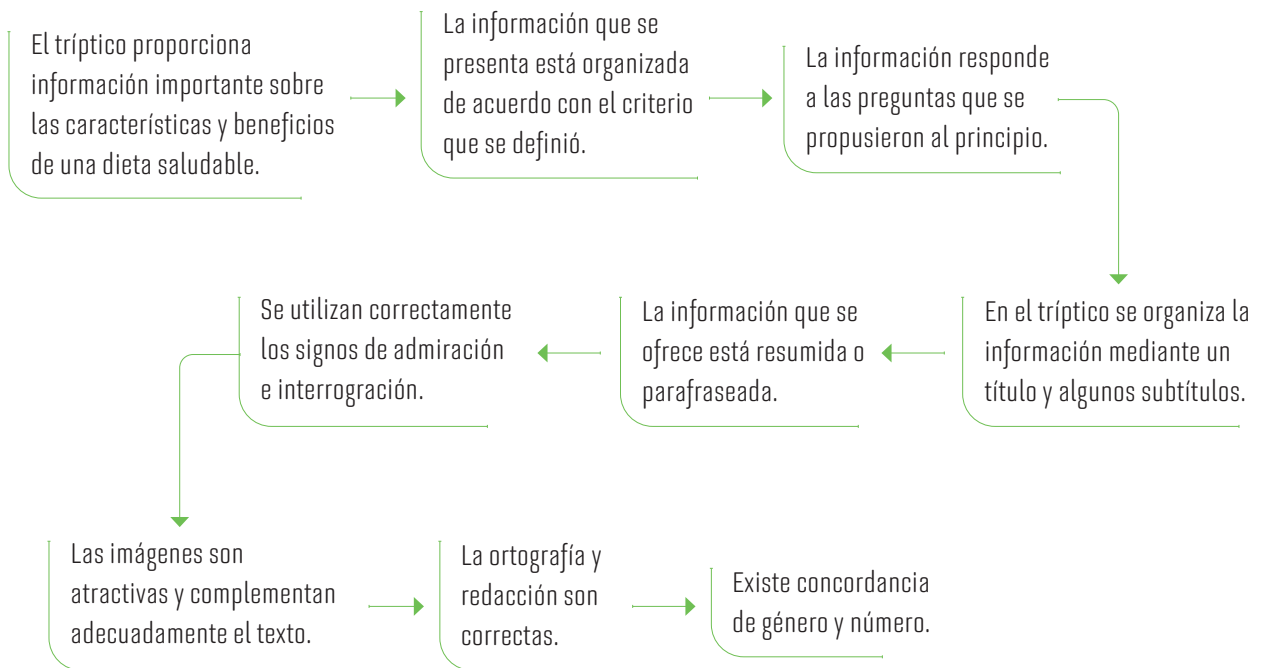 El tríptico proporciona
información importante sobre
las características y beneficios
de una dieta saludable.
La información que se
presenta está organizada
de acuerdo con el criterio
que se definió.
La información responde
a las preguntas que se
propusieron al principio.
En el tríptico se organiza la
información mediante un
título y algunos subtítulos.
La información que se
ofrece está resumida o
parafraseada.
Se utilizan correctamente
los signos de admiración
e interrogración.
Las imágenes son
atractivas y complementan
adecuadamente el texto.
La ortografía y
redacción son
correctas.
Existe concordancia
de género y número.